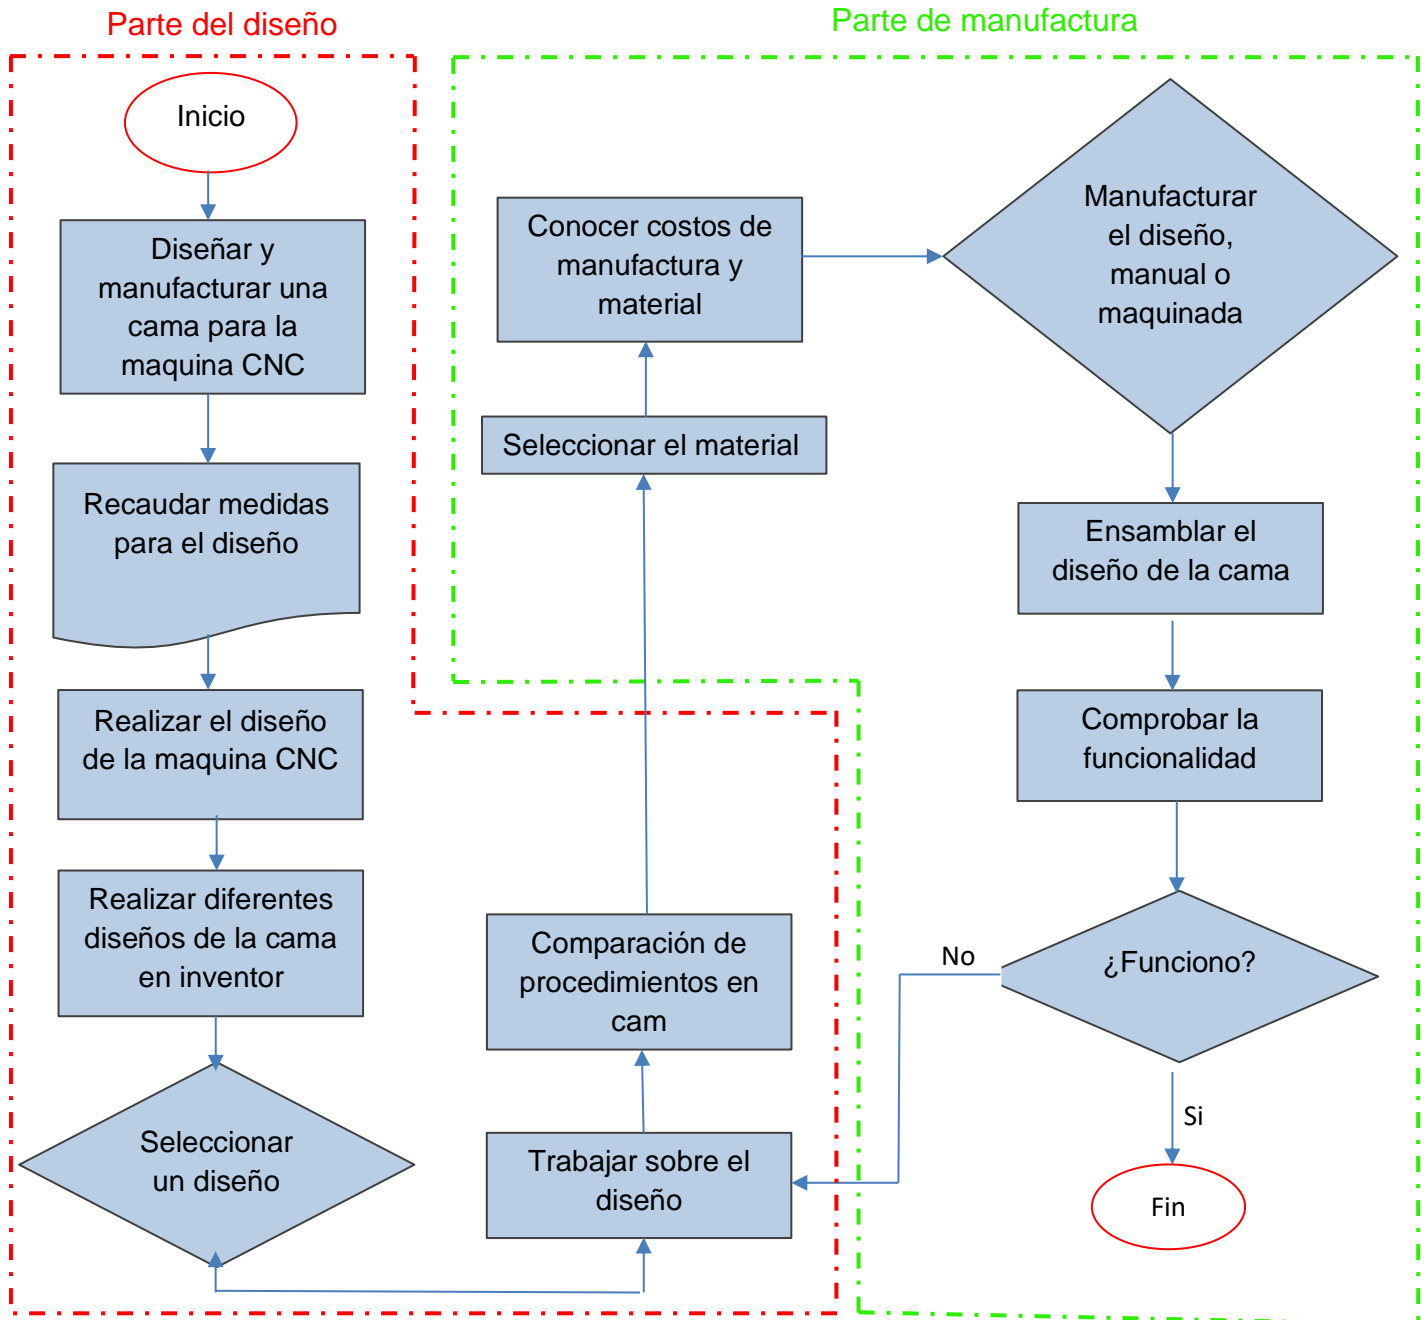 Parte del diseño
Inicio
Diseñar y
manufacturar una
cama para la
maquina CNC
Recaudar medidas
para el diseño
Realizar el diseño
de la maquina CNC
Realizar diferentes
diseños de la cama
en inventor
Seleccionar
un diseño
Trabajar sobre el
diseño
Comparación de
procedimientos en
cam
Parte de manufactura
Seleccionar el material
Conocer costos de
manufactura y
material
Manufacturar
el diseño,
manual o
maquinada
Ensamblar el
diseño de la cama
Comprobar la
funcionalidad
¿Funciono?
No
Si
Fin